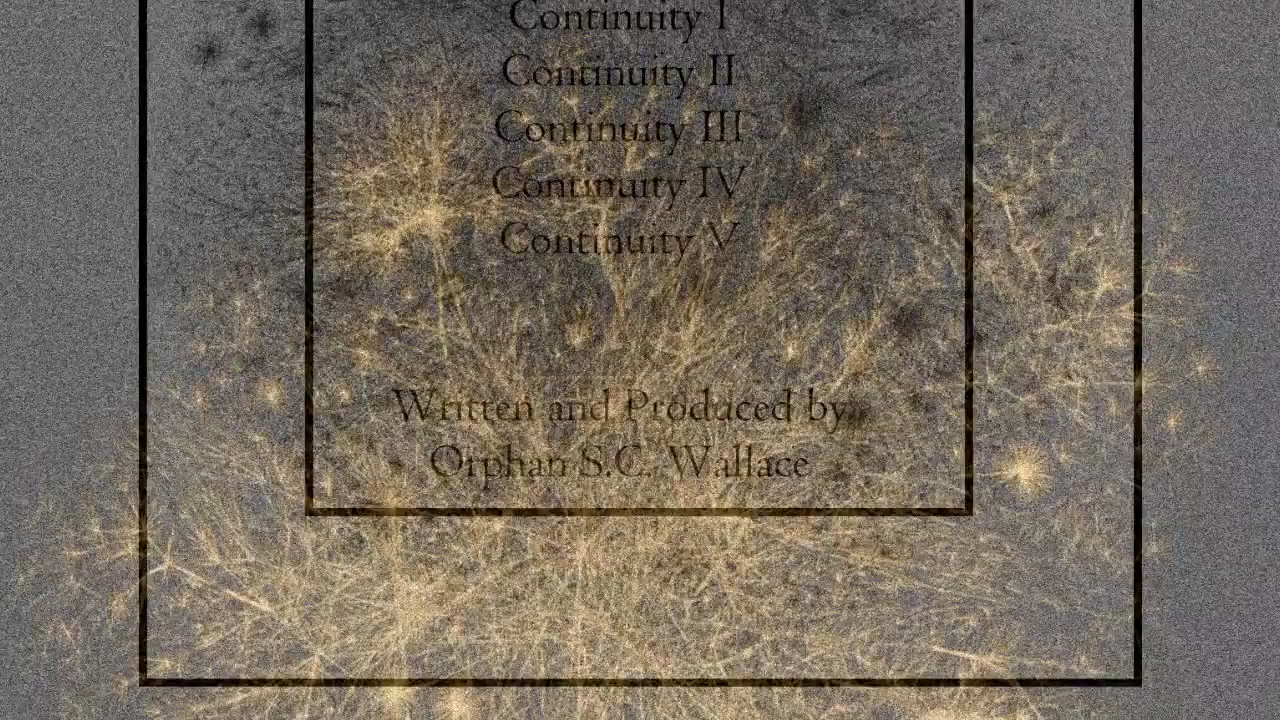 Continuity I
Continuity II
Continuity III
Continuity IV
Continuity V
Written and Produced by
Orphan S.C. Wallace